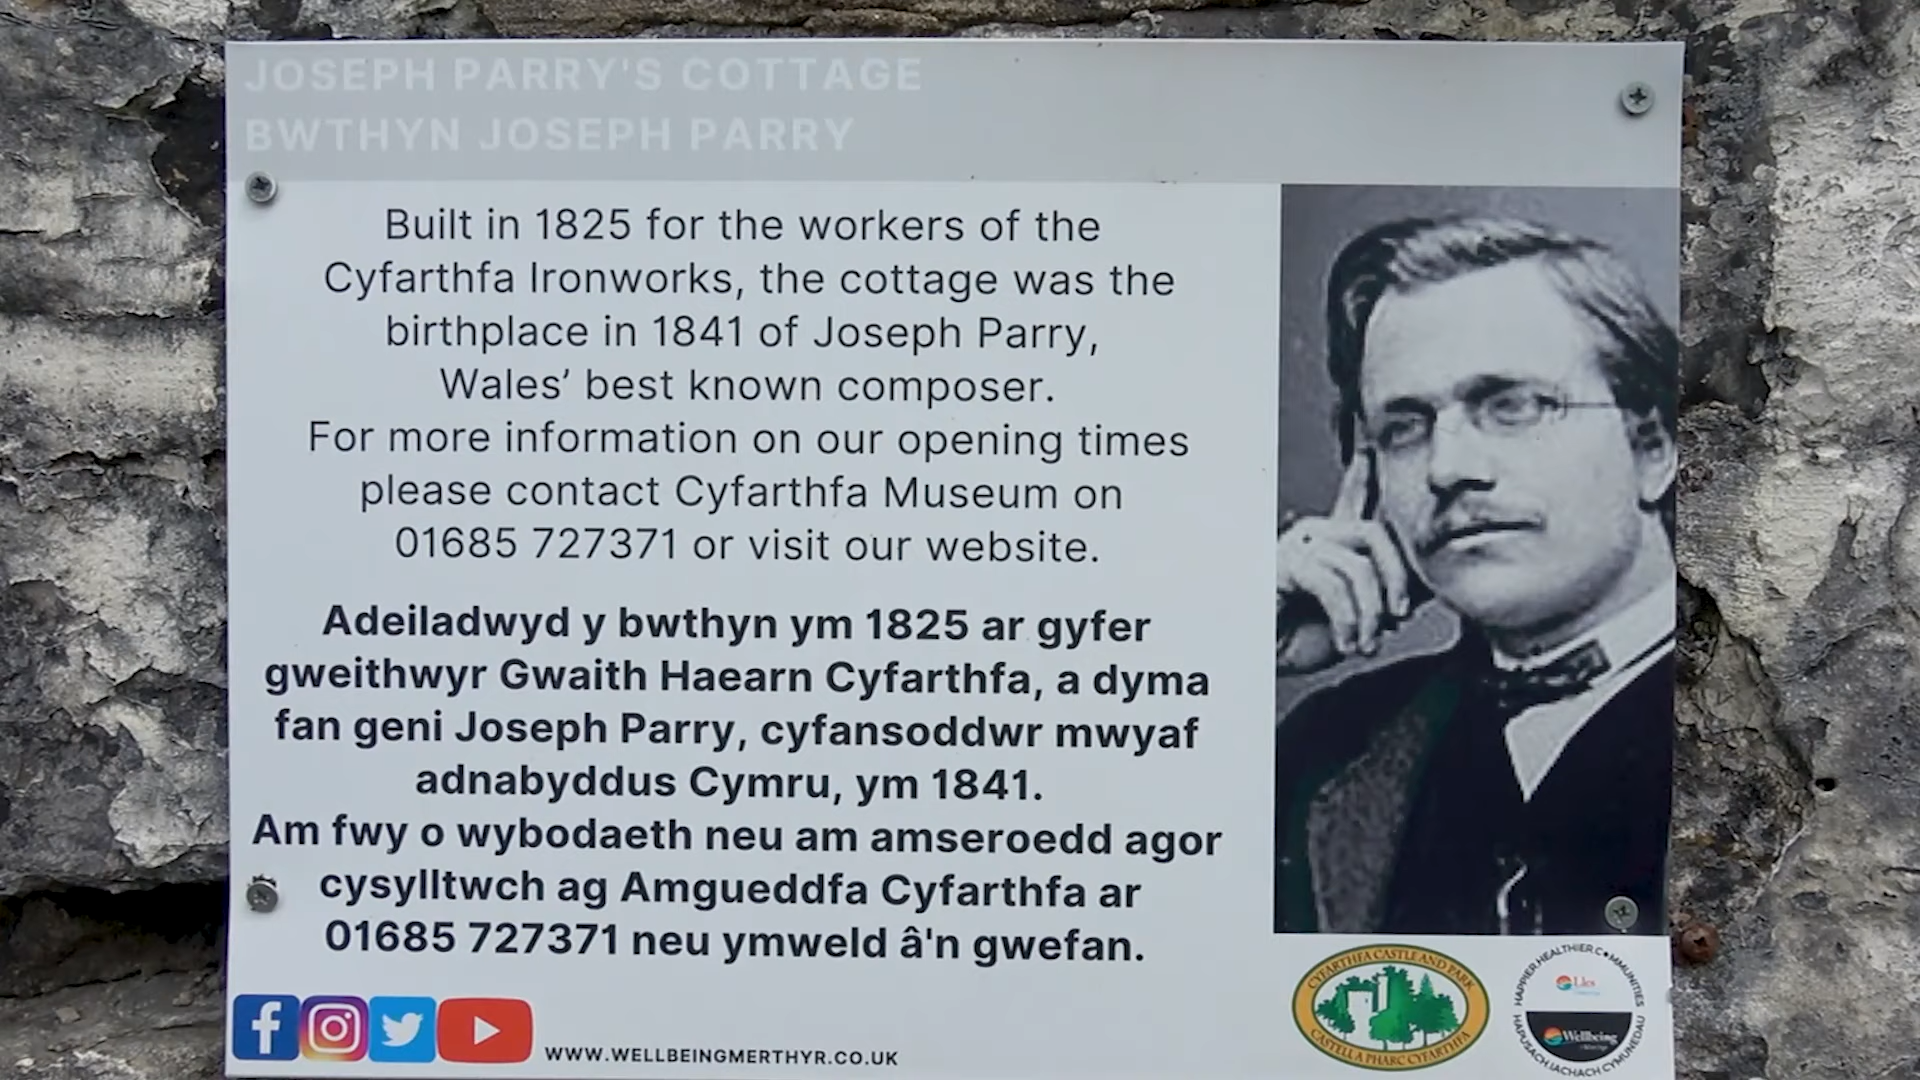 JOSEPH PARRY'S COTTAGE
BWTHYN JOSEPH PARRY
Built in 1825 for the workers of the
Cyfarthfa Ironworks, the cottage was the
birthplace in 1841 of Joseph Parry,
Wales’ best known composer.
For more information on our opening times
please contact Cyfarthfa Museum on
01685 727371 or visit our website.
Adeiladwyd y bwthyn ym 1825 ar gyfer
gweithwyr Gwaith Haearn Cyfarthfa, a dyma
fan geni Joseph Parry, cyfansoddwr mwyaf
adnabyddus Cymru, ym 1841.
Am fwy o wybodaeth neu am amseroedd agor
cysylltwch ag Amgueddfa Cyfarthfa ar
01685 727371 neu ymweld â'n gwefan.
WWW.WELLBEINGMERTHYR.CO.UK
CYFARTHFA CASTLE AND PARK
CASTELL A PHARC CYFARTHFA
HAPPIER.HEALTHIER.COMMUNITIES
Lles
Wellbeing
HAPUSACH.IACHACH.CYMUNEDAU